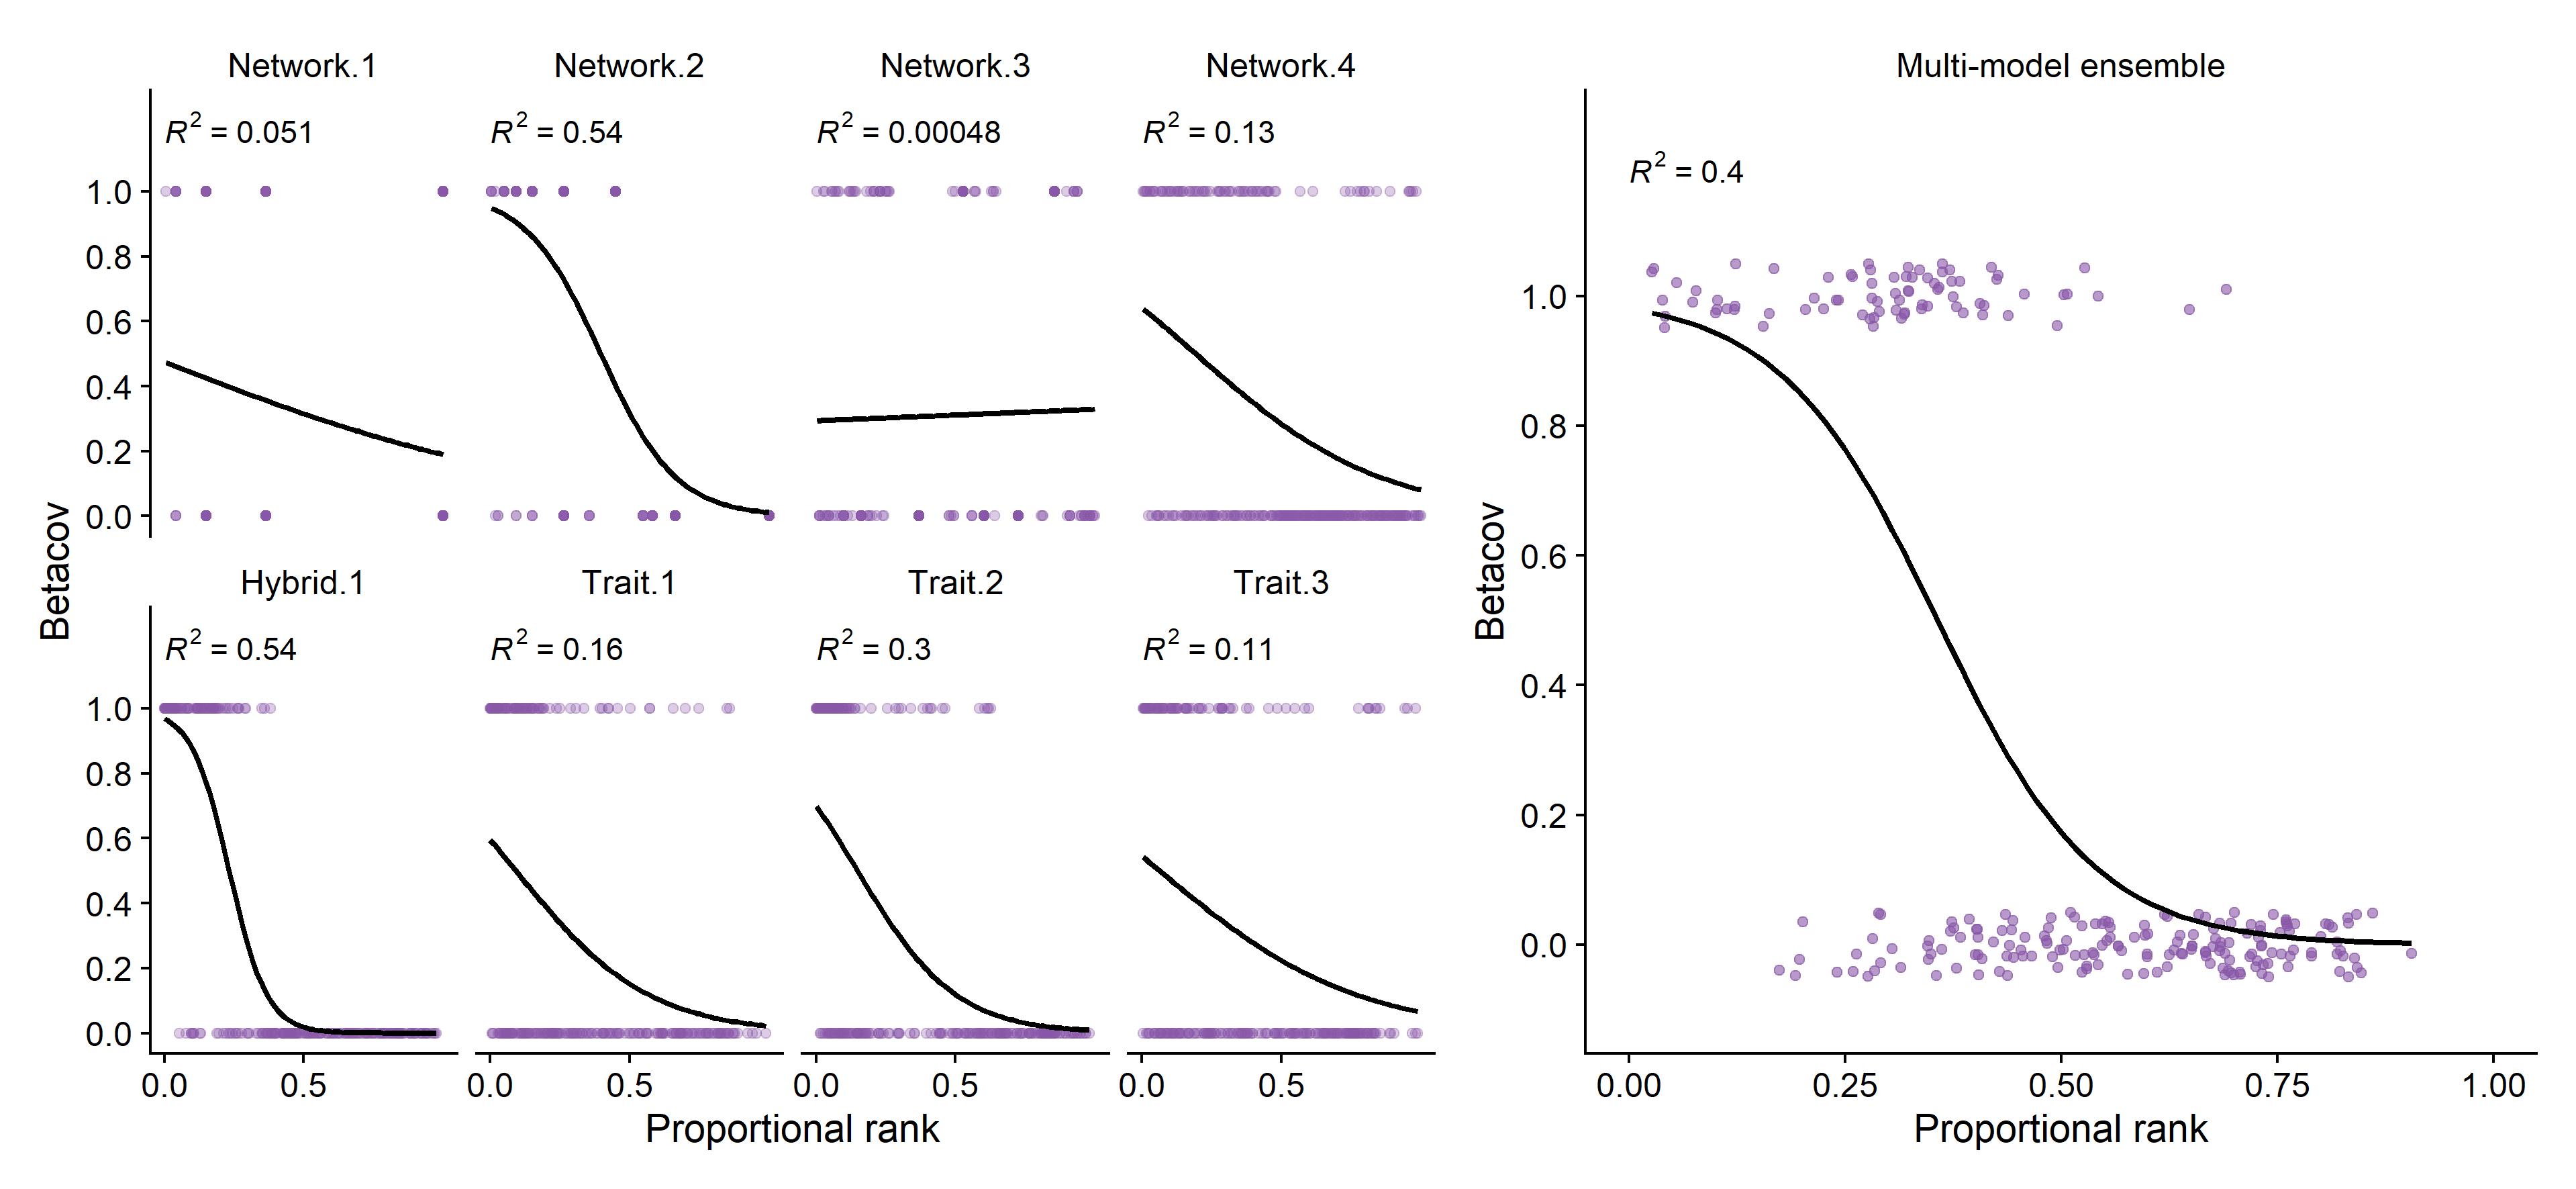 Network.1 Network.2 Network.3 Network.4 Multi-model ensemble
R² = 0.051 R² = 0.54 R² = 0.00048 R² = 0.13 R² = 0.4
1.0
0.8
0.6
0.4
0.2
0.0
Betacov
Hybrid.1 Trait.1 Trait.2 Trait.3
R² = 0.54 R² = 0.16 R² = 0.3 R² = 0.11
1.0
0.8
0.6
0.4
0.2
0.0
0.0 0.5 0.0 0.5 0.0 0.5 0.0 0.5
Proportional rank
Betacov
1.0
0.8
0.6
0.4
0.2
0.0
0.00 0.25 0.50 0.75 1.00
Proportional rank